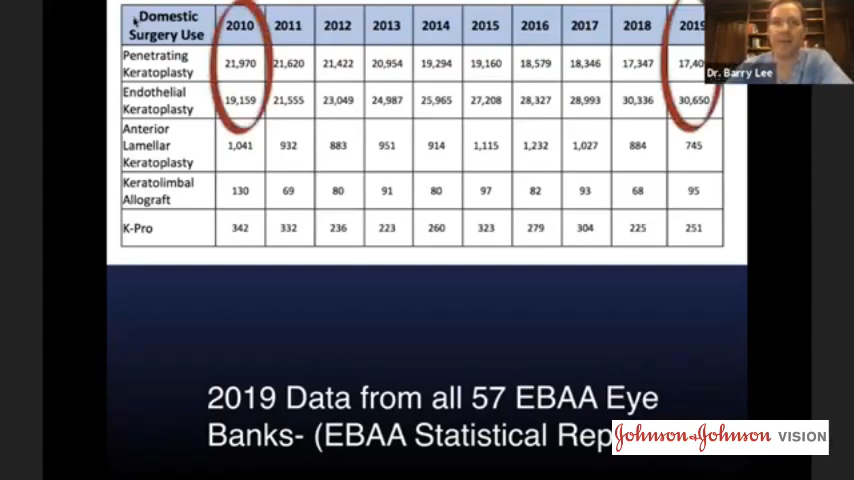 Domestic Surgery Use 2010 2011 2012 2013 2014 2015 2016 2017 2018 2019
Penetrating Keratoplasty 21,970 21,620 21,422 20,954 19,294 19,160 18,579 18,346 17,347
Endothelial Keratoplasty 19,159 21,555 23,049 24,987 25,965 27,208 28,327 28,993 30,336 30,650
Anterior Lamellar Keratoplasty 1,041 932 883 951 914 1,115 1,232 1,027 884 745
Keratolimbal Allograft 130 69 80 91 80 97 82 93 68 95
K-Pro 342 332 236 223 260 323 279 304 225 251
Dr. Barry Lee
2019 Data from all 57 EBAA Eye
Banks- (EBAA Statistical Rep
Johnson & Johnson VISION